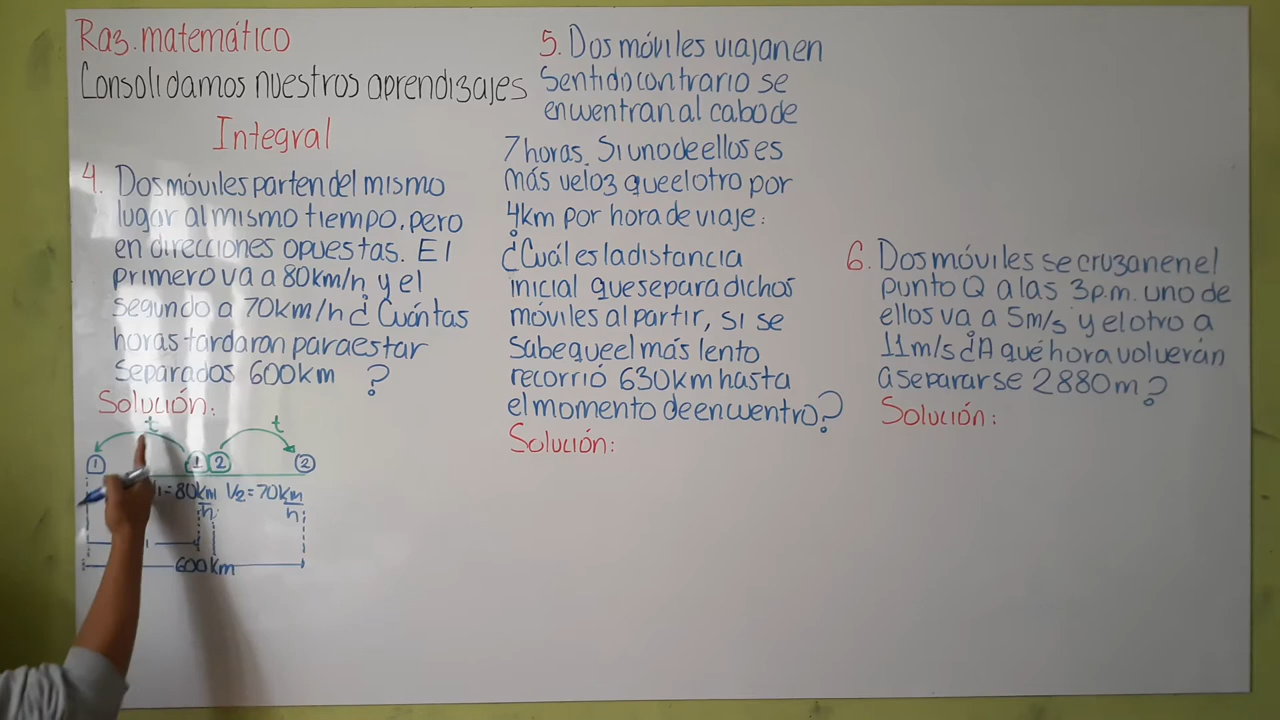 Raz. matemático
Consolidamos nuestros aprendizajes
Integral
4. Dos móviles parten del mismo
lugar al mismo tiempo, pero
en direcciones opuestas. El
primero va a 80km/h y el
segundo a 70km/h ¿Cuántas
horas tardaran para estar
separados 600km ?
Solución:
t t
1 1 2 2
=80km/h V2=70km/h
600km
5. Dos móviles viajan en
sentido contrario se
encuentran al cabo de
7 horas. Si uno de ellos es
más veloz que el otro por
4km por hora de viaje:
¿Cuál es la distancia
inicial que separa dichos
móviles al partir, si se
sabe que el más lento
recorrió 630km hasta
el momento de encuentro?
Solución:
6. Dos móviles se cruzan en el
punto Q a las 3p.m. uno de
ellos va a 5m/s y el otro a
11m/s ¿A qué hora volverán
a separarse 2880m?
Solución: